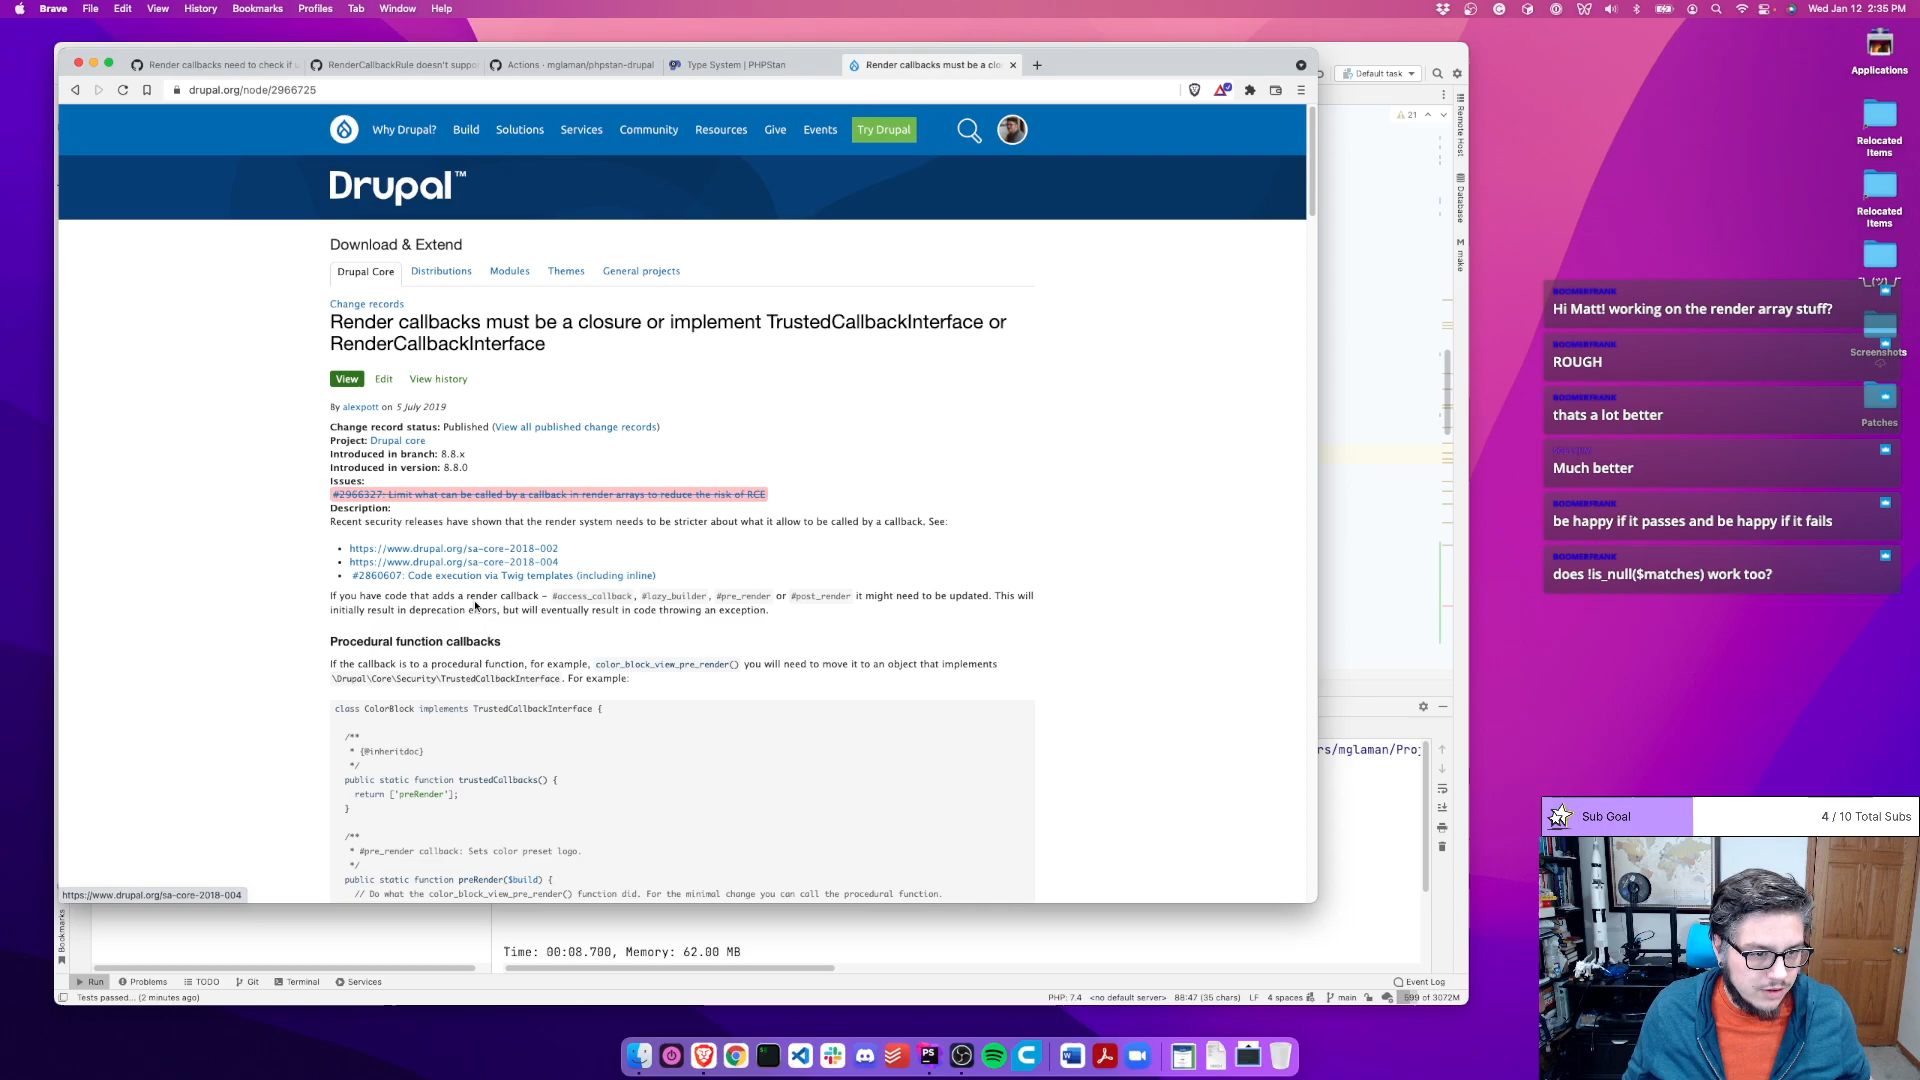 Brave File Edit View History Bookmarks Profiles Tab Window Help
Wed Jan 12 2:35 PM
Render callbacks need to check if u
RenderCallbackRule doesn't suppo
Actions · mglaman/phpstan-drupal
Type System | PHPStan
Render callbacks must be a clo
drupal.org/node/2966725
Default task
21
Why Drupal? Build Solutions Services Community Resources Give Events Try Drupal
Drupal™
Download & Extend
Drupal Core Distributions Modules Themes General projects
Change records
Render callbacks must be a closure or implement TrustedCallbackInterface or
RenderCallbackInterface
View Edit View history
By alexpott on 5 July 2019
Change record status: Published (View all published change records)
Project: Drupal core
Introduced in branch: 8.8.x
Introduced in version: 8.8.0
Issues:
#2966327: Limit what can be called by a callback in render arrays to reduce the risk of RCE
Description:
Recent security releases have shown that the render system needs to be stricter about what it allow to be called by a callback. See:
• https://www.drupal.org/sa-core-2018-002
• https://www.drupal.org/sa-core-2018-004
• #2860607: Code execution via Twig templates (including inline)
If you have code that adds a render callback – #access_callback, #lazy_builder, #pre_render or #post_render it might need to be updated. This will
initially result in deprecation errors, but will eventually result in code throwing an exception.
Procedural function callbacks
If the callback is to a procedural function, for example, color_block_view_pre_render() you will need to move it to an object that implements
\Drupal\Core\Security\TrustedCallbackInterface. For example:
class ColorBlock implements TrustedCallbackInterface {
/**
* {@inheritdoc}
*/
public static function trustedCallbacks() {
return ['preRender'];
}
/**
* #pre_render callback: Sets color preset logo.
*/
public static function preRender($build) {
// Do what the color_block_view_pre_render() function did. For the minimal change you can call the procedural function.
https://www.drupal.org/sa-core-2018-004
Remote Host
Database
make
rs/mglaman/Proj
Bookmarks
Time: 00:08.700, Memory: 62.00 MB
Run Problems TODO Git Terminal Services
Event Log
Tests passed... (2 minutes ago)
PHP: 7.4 <no default server> 88:47 (35 chars) LF 4 spaces main 599 of 3072M
Applications
Relocated
Items
Relocated
Items
¯\_(ツ)_/¯
Screenshots
Patches
BOOMERFRANK
Hi Matt! working on the render array stuff?
BOOMERFRANK
ROUGH
BOOMERFRANK
thats a lot better
Much better
BOOMERFRANK
be happy if it passes and be happy if it fails
BOOMERFRANK
does !is_null($matches) work too?
Sub Goal
4 / 10 Total Subs